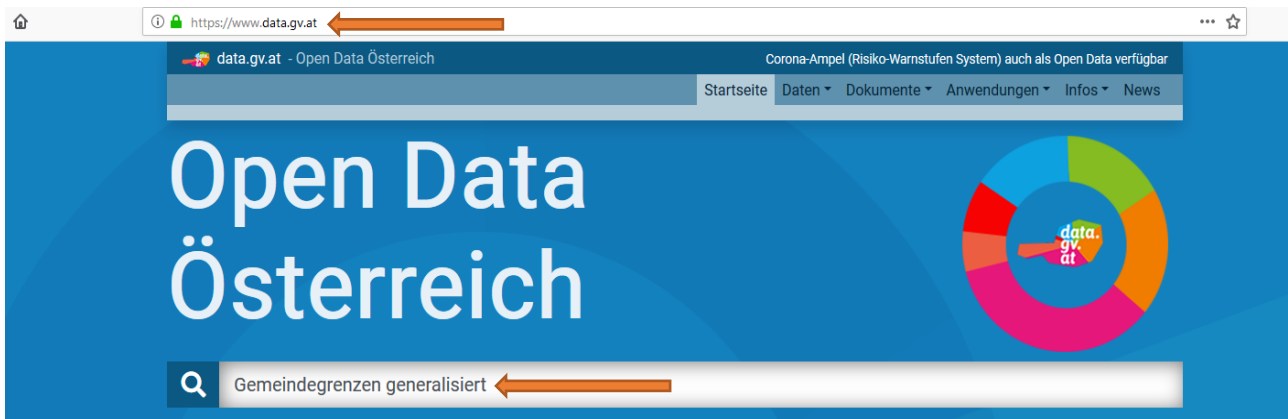 https://www.data.gv.at
data.gv.at - Open Data Österreich
Corona-Ampel (Risiko-Warnstufen System) auch als Open Data verfügbar
Startseite Daten Dokumente Anwendungen Infos News
Open Data
Österreich
data.
gv.
at
Gemeindegrenzen generalisiert